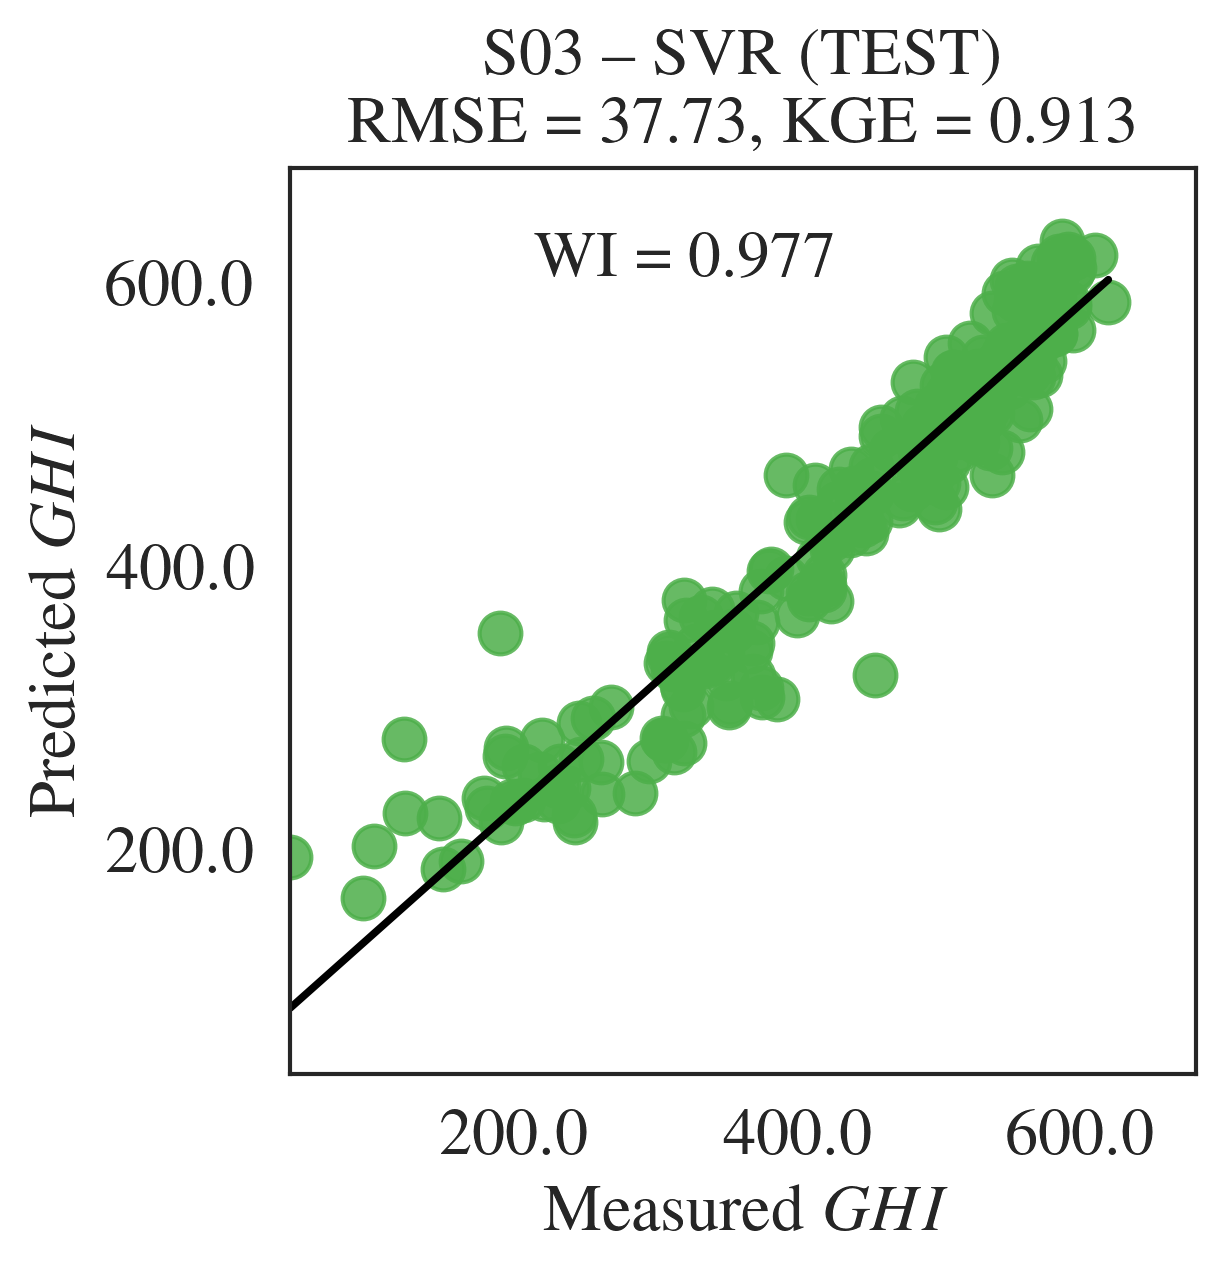 S03 – SVR (TEST)
RMSE = 37.73, KGE = 0.913
WI = 0.977
600.0
400.0
200.0
Predicted GHI
200.0 400.0 600.0
Measured GHI